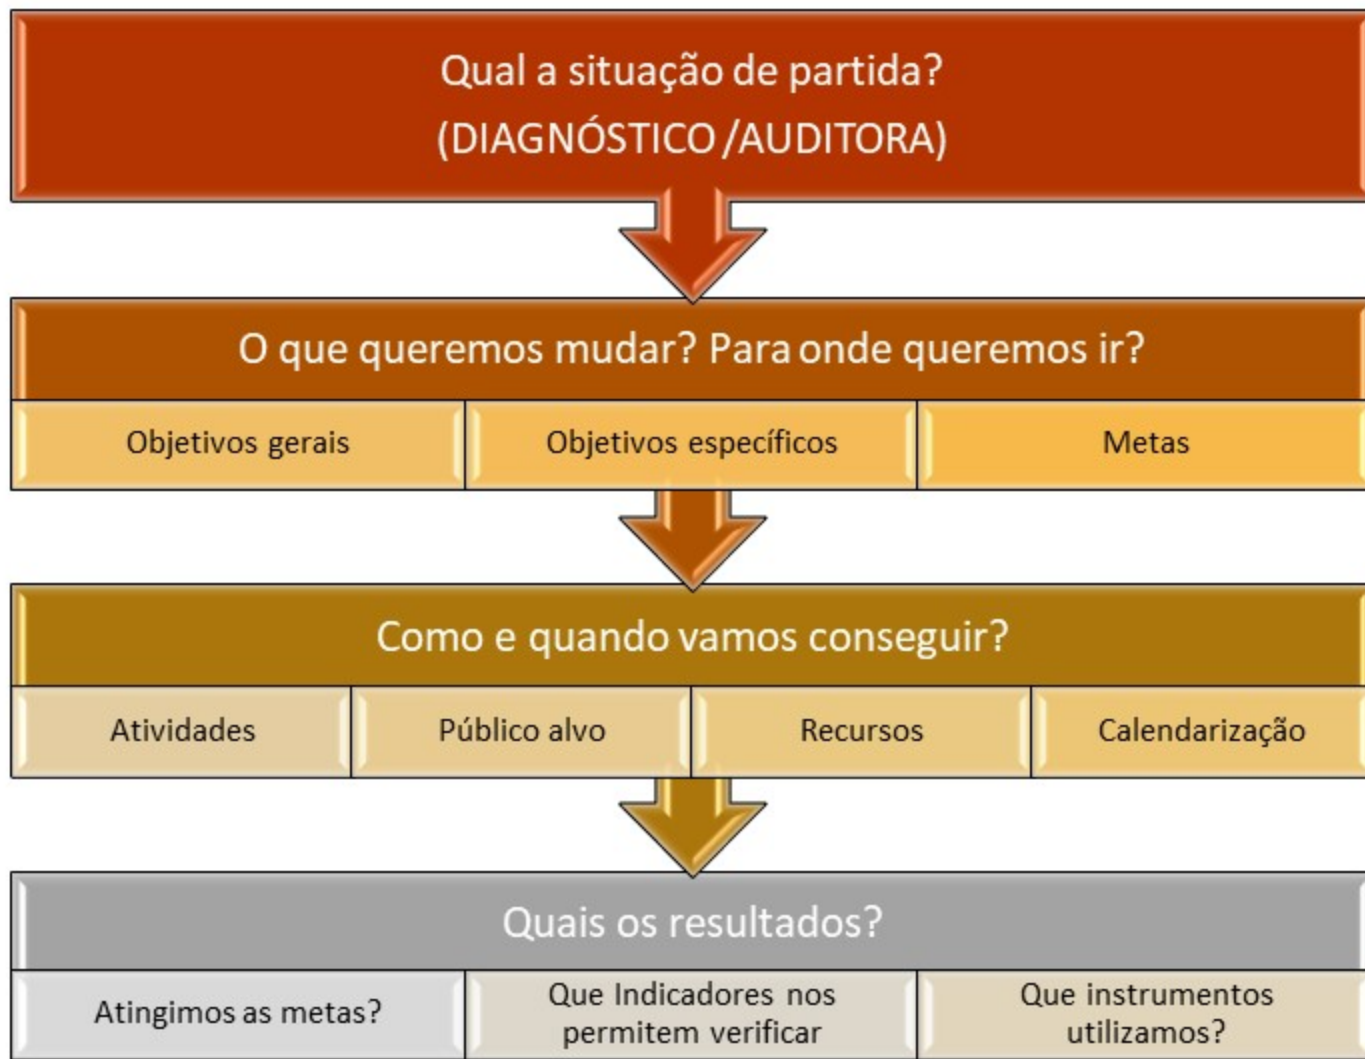 Qual a situação de partida?
(DIAGNÓSTICO /AUDITORA)
O que queremos mudar? Para onde queremos ir?
Objetivos gerais
Objetivos específicos
Metas
Como e quando vamos conseguir?
Atividades
Público alvo
Recursos
Calendarização
Quais os resultados?
Atingimos as metas?
Que Indicadores nos
permitem verificar
Que instrumentos
utilizamos?